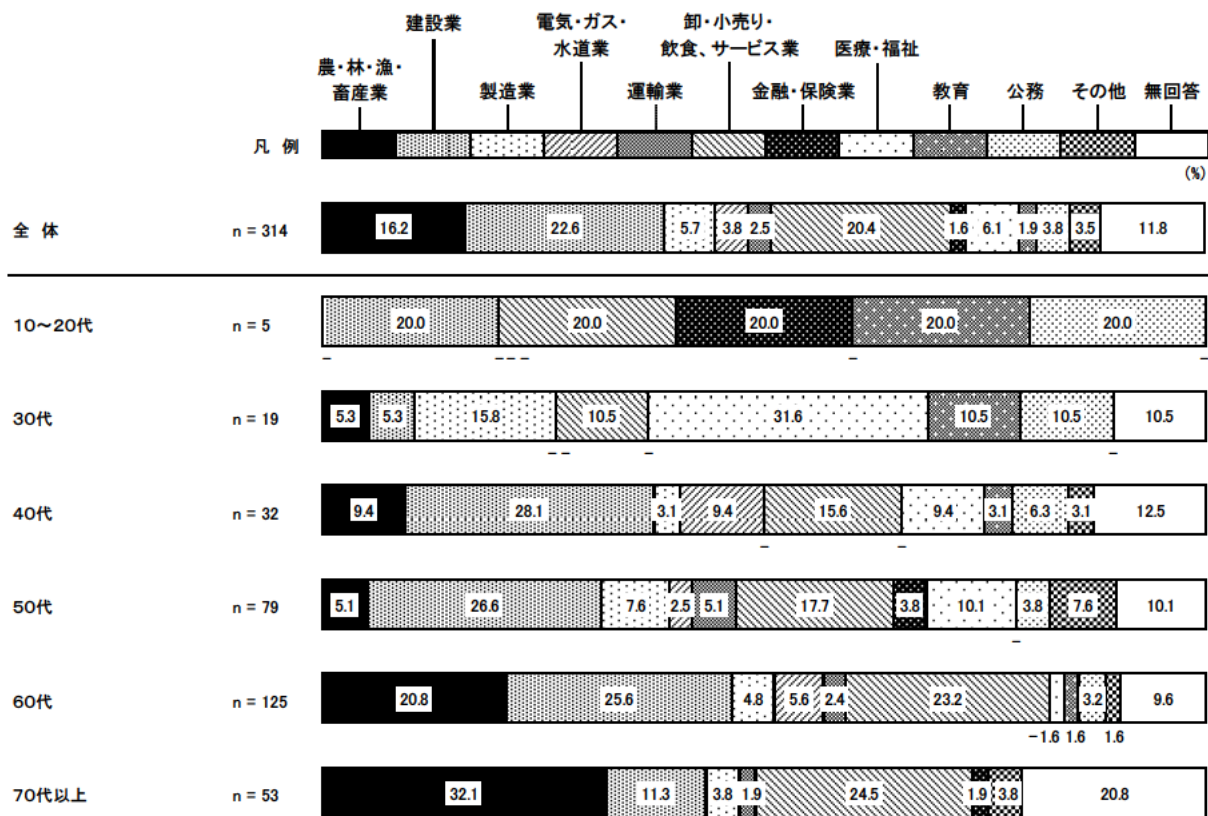 建設業
電気・ガス・
水道業
卸・小売り・
飲食、サービス業
医療・福祉
農・林・漁・
畜産業
製造業
運輸業
金融・保険業
教育
公務
その他
無回答
凡 例
(%)
全 体 n = 314 16.2 22.6 5.7 3.8 2.5 20.4 1.6 6.1 1.9 3.8 3.5 11.8
10～20代 n = 5 20.0 20.0 20.0 20.0 20.0
– – – – – –
30代 n = 19 5.3 5.3 15.8 10.5 31.6 10.5 10.5 10.5
– – – –
40代 n = 32 9.4 28.1 3.1 9.4 15.6 9.4 3.1 6.3 3.1 12.5
– –
50代 n = 79 5.1 26.6 7.6 2.5 5.1 17.7 3.8 10.1 3.8 7.6 10.1
–
60代 n = 125 20.8 25.6 4.8 5.6 2.4 23.2 3.2 9.6
– 1.6 1.6 1.6
70代以上 n = 53 32.1 11.3 3.8 1.9 24.5 1.9 3.8 20.8